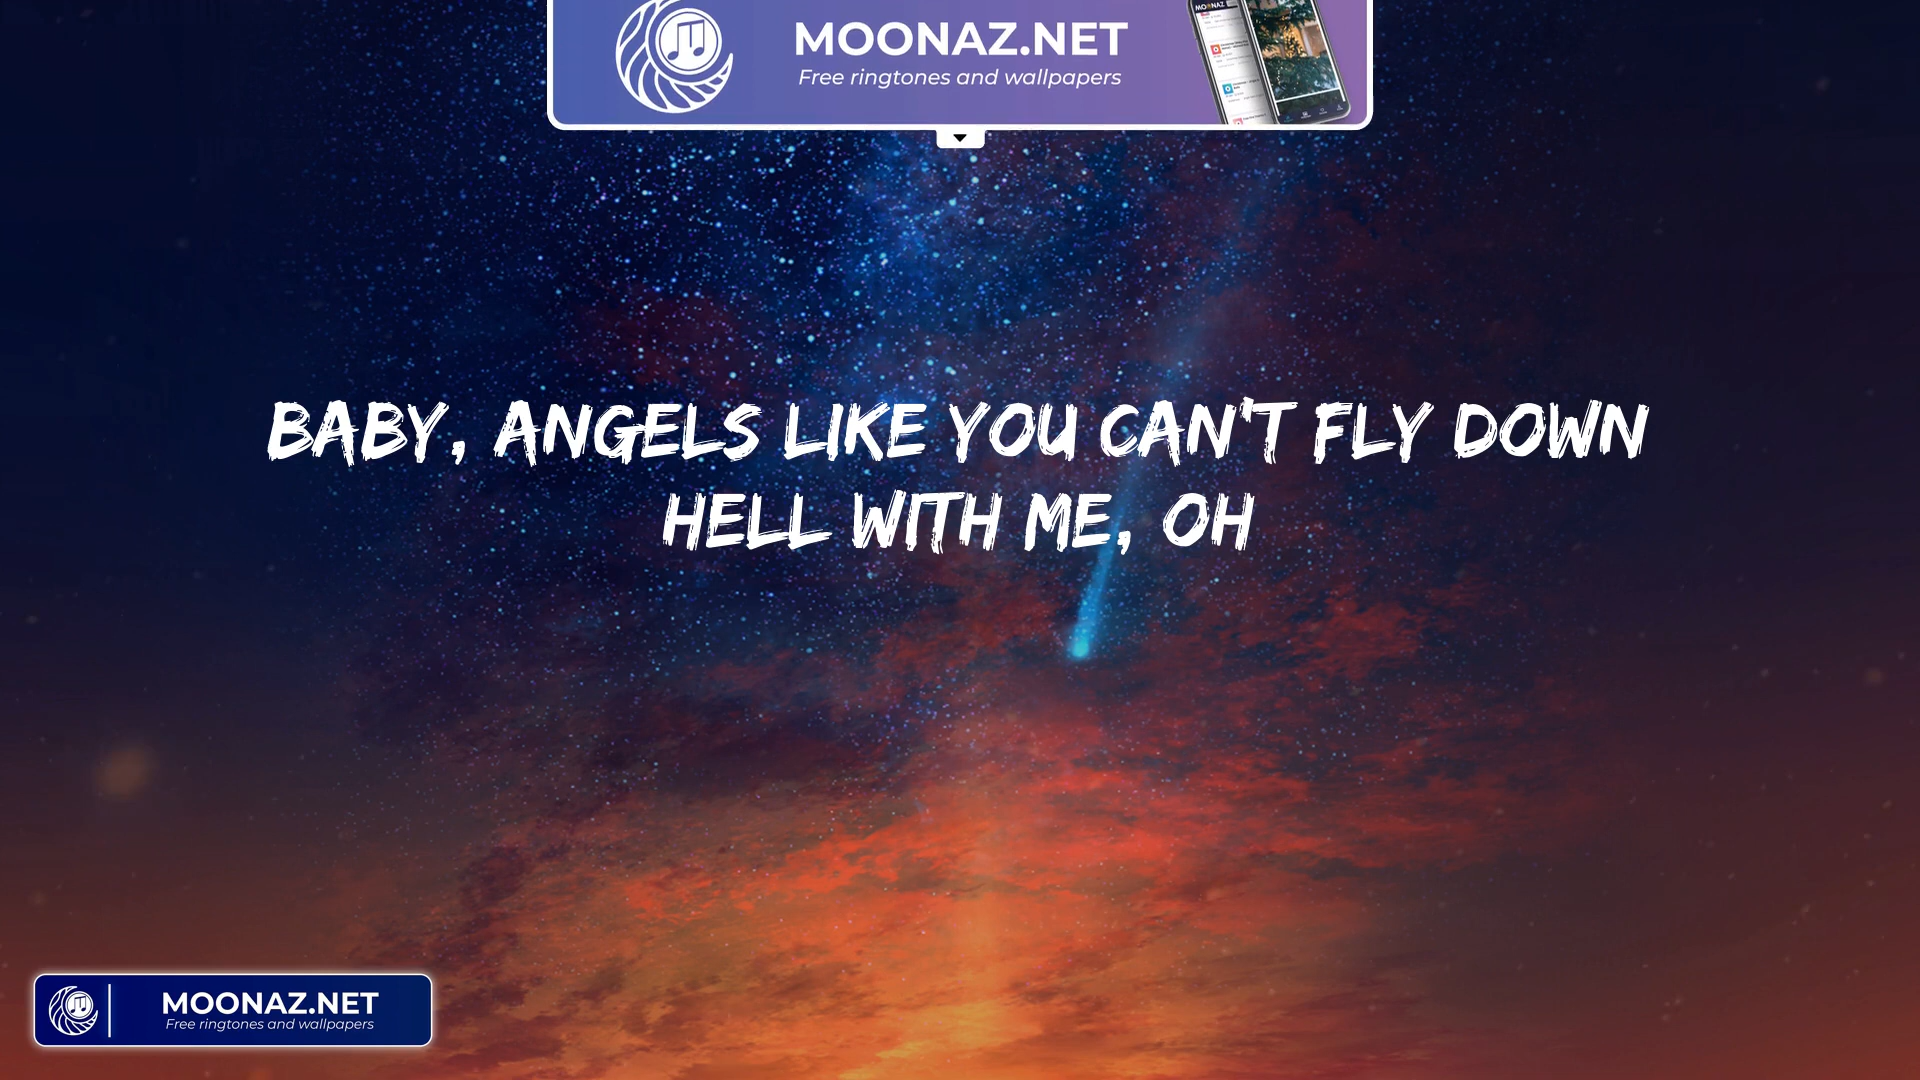 MOONAZ.NET
Free ringtones and wallpapers
BABY, ANGELS LIKE YOU CAN'T FLY DOWN
HELL WITH ME, OH
MOONAZ.NET
Free ringtones and wallpapers